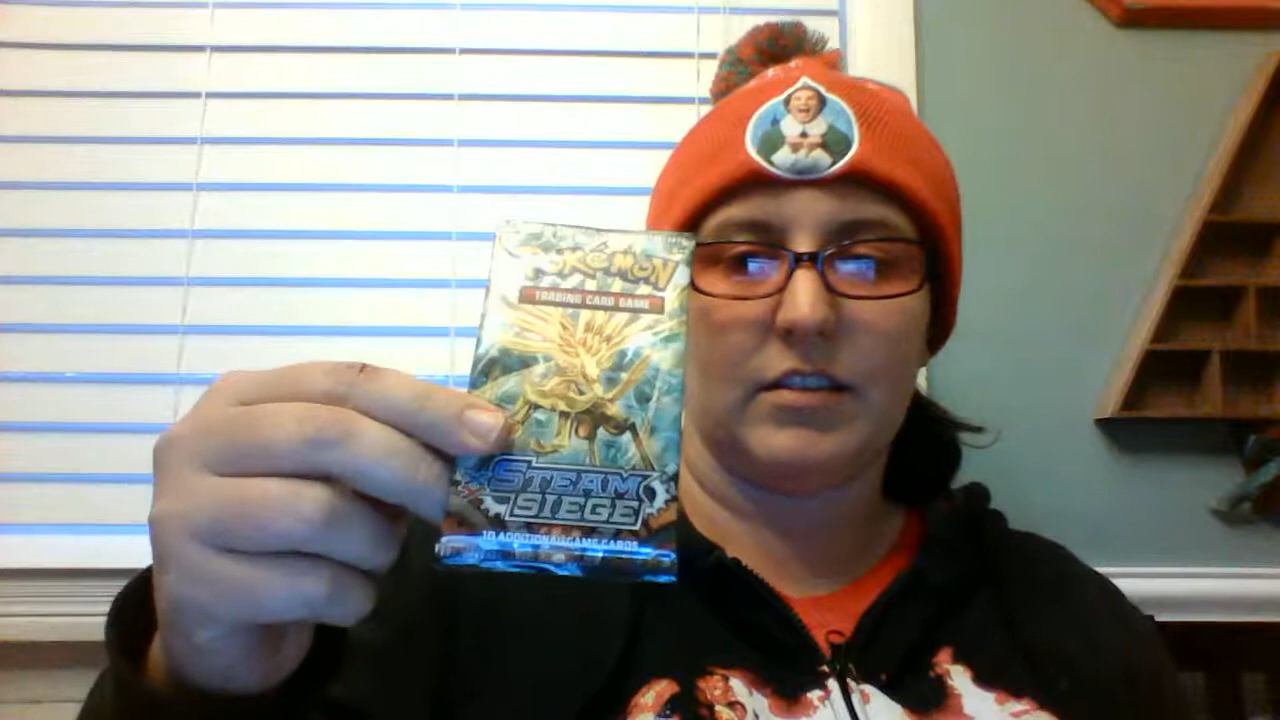 POKéMON
TRADING CARD GAME
STEAM
SIEGE
10 ADDITIONAL GAME CARDS